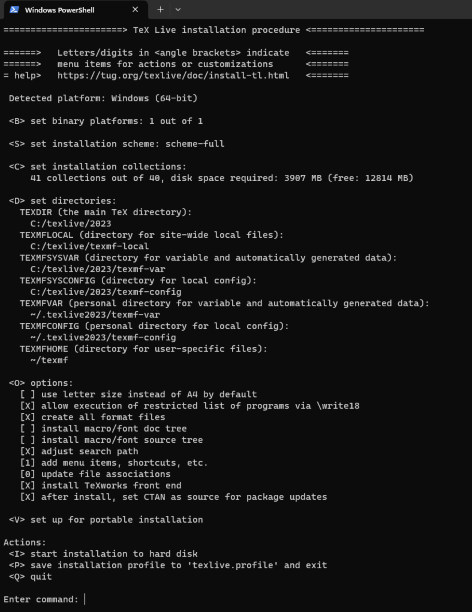 Windows PowerShell
======================> TeX Live installation procedure <=====================
======> Letters/digits in <angle brackets> indicate <=======
======> menu items for actions or customizations <=======
= help> https://tug.org/texlive/doc/install-tl.html <=======
Detected platform: Windows (64-bit)
<B> set binary platforms: 1 out of 1
<S> set installation scheme: scheme-full
<C> set installation collections:
41 collections out of 40, disk space required: 3907 MB (free: 12814 MB)
<D> set directories:
TEXDIR (the main TeX directory):
C:/texlive/2023
TEXMFLOCAL (directory for site-wide local files):
C:/texlive/texmf-local
TEXMFSYSVAR (directory for variable and automatically generated data):
C:/texlive/2023/texmf-var
TEXMFSYSCONFIG (directory for local config):
C:/texlive/2023/texmf-config
TEXMFVAR (personal directory for variable and automatically generated data):
~/.texlive2023/texmf-var
TEXMFCONFIG (personal directory for local config):
~/.texlive2023/texmf-config
TEXMFHOME (directory for user-specific files):
~/texmf
<O> options:
[ ] use letter size instead of A4 by default
[X] allow execution of restricted list of programs via \write18
[X] create all format files
[ ] install macro/font doc tree
[ ] install macro/font source tree
[X] adjust search path
[1] add menu items, shortcuts, etc.
[0] update file associations
[X] install TeXworks front end
[X] after install, set CTAN as source for package updates
<V> set up for portable installation
Actions:
<I> start installation to hard disk
<P> save installation profile to 'texlive.profile' and exit
<Q> quit
Enter command: